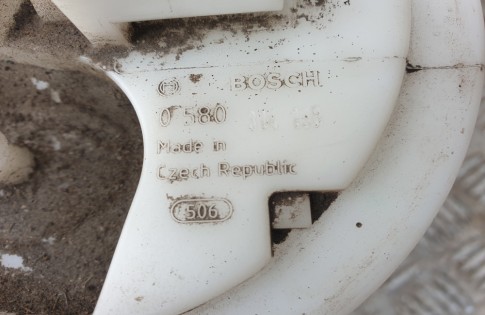 BOSCH
0 580
Made in
Czech Republic
506